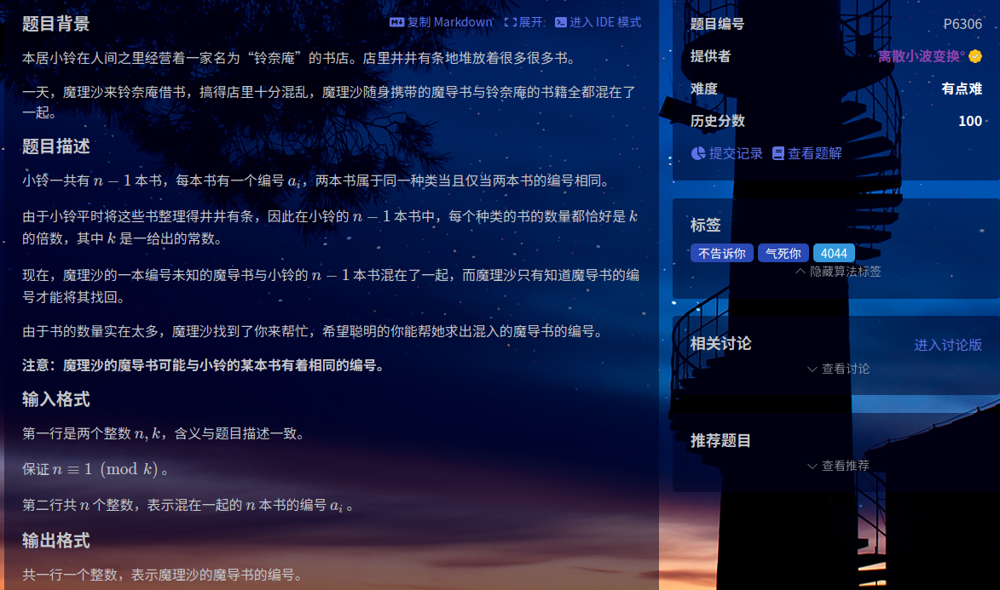 题目背景
复制 Markdown 展开 进入 IDE 模式
本居小铃在人间之里经营着一家名为“铃奈庵”的书店。店里井井有条地堆放着很多很多书。
一天，魔理沙来铃奈庵借书，搞得店里十分混乱，魔理沙随身携带的魔导书与铃奈庵的书籍全都混在了
一起。
题目描述
小铃一共有 n − 1 本书，每本书有一个编号 a_i，两本书属于同一种类当且仅当两本书的编号相同。
由于小铃平时将这些书整理得井井有条，因此在小铃的 n − 1 本书中，每个种类的书的数量都恰好是 k
的倍数，其中 k 是一给出的常数。
现在，魔理沙的一本编号未知的魔导书与小铃的 n − 1 本书混在了一起，而魔理沙只有知道魔导书的编
号才能将其找回。
由于书的数量实在太多，魔理沙找到了你来帮忙，希望聪明的你能帮她求出混入的魔导书的编号。
注意：魔理沙的魔导书可能与小铃的某本书有着相同的编号。
输入格式
第一行是两个整数 n, k，含义与题目描述一致。
保证 n ≡ 1 (mod k) 。
第二行共 n 个整数，表示混在一起的 n 本书的编号 a_i 。
输出格式
共一行一个整数，表示魔理沙的魔导书的编号。
题目编号 P6306
提供者 离散小波变换°
难度 有点难
历史分数 100
提交记录 查看题解
标签
不告诉你 气死你 4044
隐藏算法标签
相关讨论 进入讨论版
查看讨论
推荐题目
查看推荐